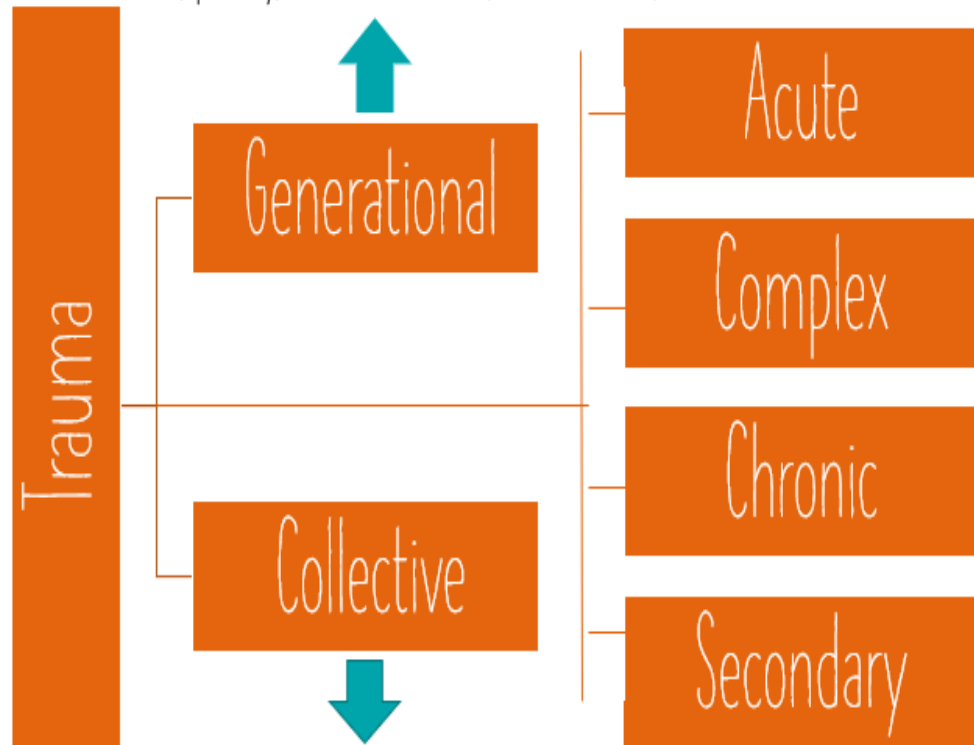 Trauma
Generational
Collective
Acute
Complex
Chronic
Secondary